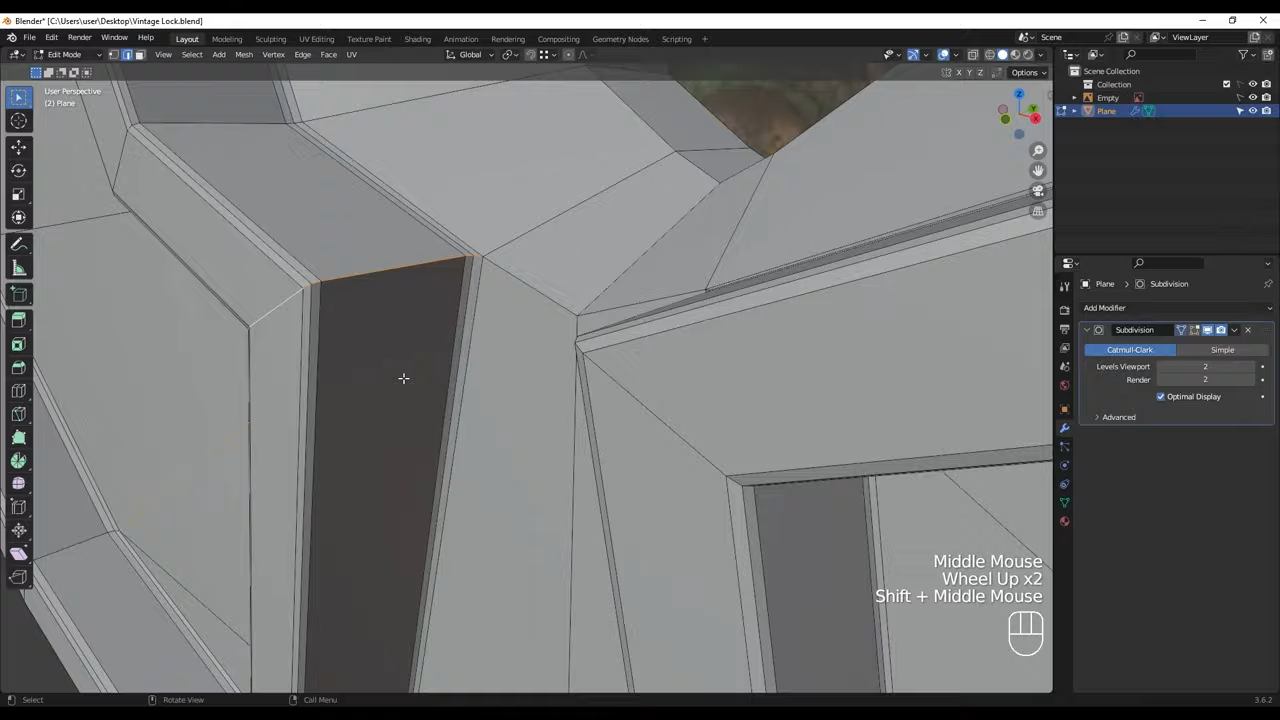 Blender* [C:\Users\user\Desktop\Vintage Lock.blend]
File Edit Render Window Help
Layout Modeling Sculpting UV Editing Texture Paint Shading Animation Rendering Compositing Geometry Nodes Scripting +
Scene
ViewLayer
Edit Mode
View Select Add Mesh Vertex Edge Face UV
Global
X Y Z
Options
User Perspective
(2) Plane
Z
Y
X
Scene Collection
Collection
Empty
Plane
Plane > Subdivision
Add Modifier
Subdivision
Catmull-Clark Simple
Levels Viewport 2
Render 2
Optimal Display
Advanced
Middle Mouse
Wheel Up x2
Shift + Middle Mouse
Select Rotate View Call Menu
3.6.2